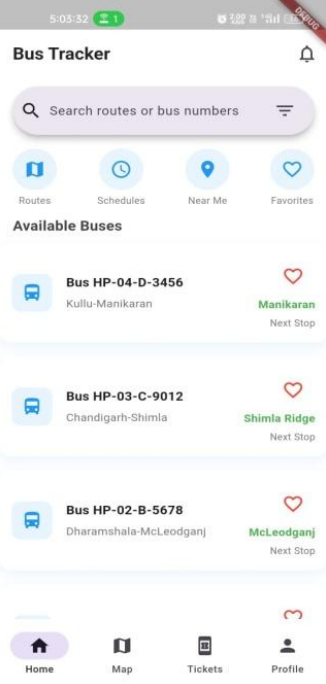 5:03:32 1
DEBUG
Bus Tracker
Search routes or bus numbers
Routes Schedules Near Me Favorites
Available Buses
Bus HP-04-D-3456
Kullu-Manikaran
Manikaran
Next Stop
Bus HP-03-C-9012
Chandigarh-Shimla
Shimla Ridge
Next Stop
Bus HP-02-B-5678
Dharamshala-McLeodganj
McLeodganj
Next Stop
Home Map Tickets Profile